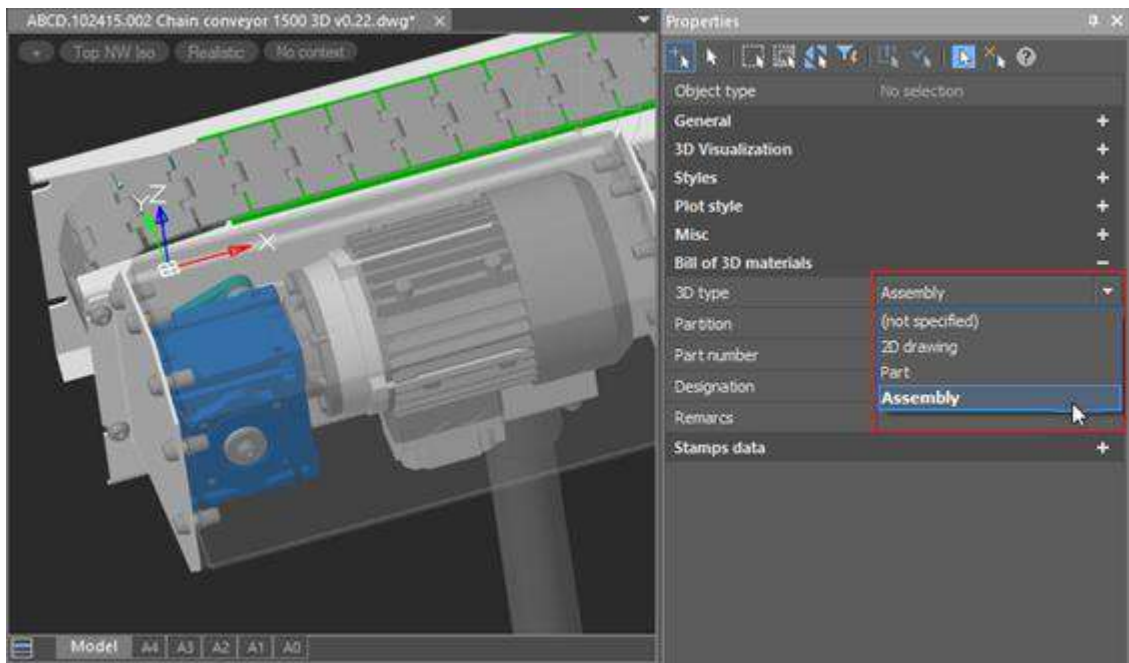 ABCD.102415.002 Chain conveyor 1500 3D v0.22.dwg* ×
+ Top NW Iso Realistic No context
Z
Y
X
Model A4 A3 A2 A1 A0
Properties
Object type No selection
General +
3D Visualization +
Styles +
Plot style +
Misc +
Bill of 3D materials −
3D type Assembly
Partition (not specified)
2D drawing
Part number Part
Designation Assembly
Remarcs
Stamps data +